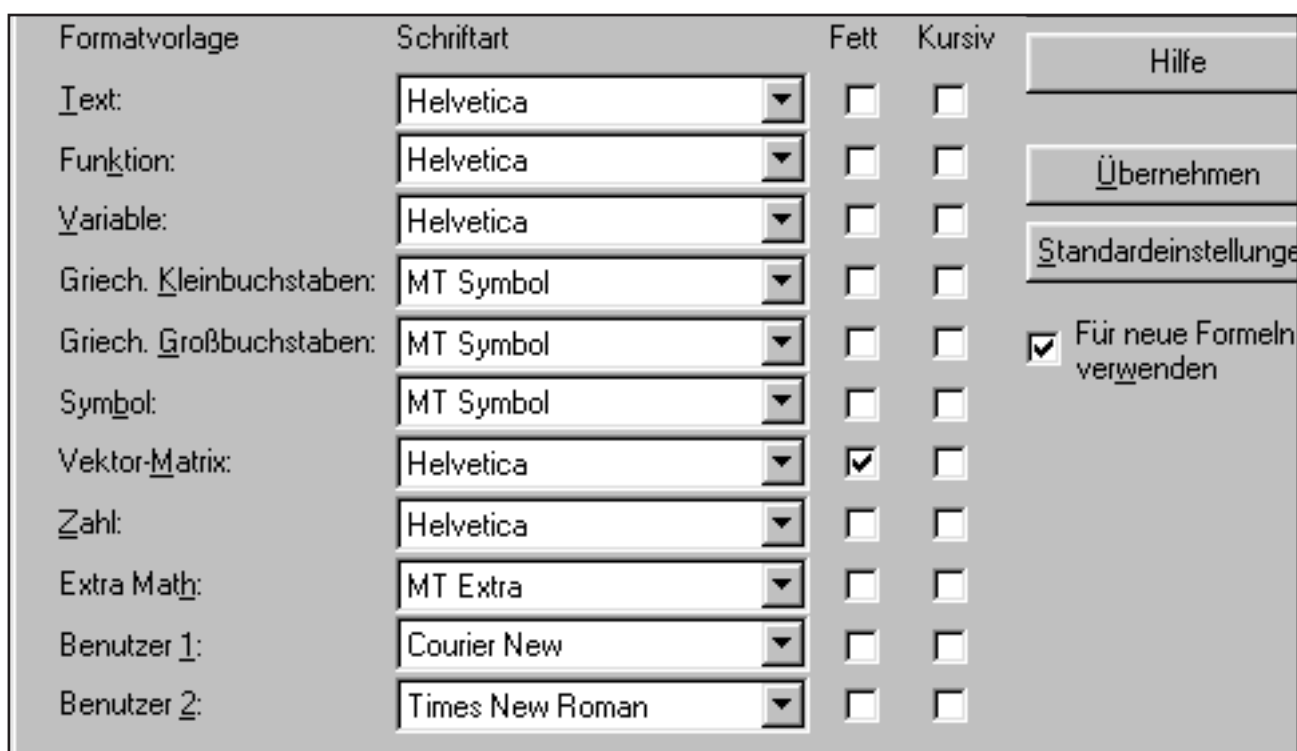 Formatvorlage Schriftart Fett Kursiv
Hilfe
Text: Helvetica
Funktion: Helvetica
Übernehmen
Variable: Helvetica
Standardeinstellunge
Griech. Kleinbuchstaben: MT Symbol
Griech. Großbuchstaben: MT Symbol
Für neue Formeln
verwenden
Symbol: MT Symbol
Vektor-Matrix: Helvetica
Zahl: Helvetica
Extra Math: MT Extra
Benutzer 1: Courier New
Benutzer 2: Times New Roman